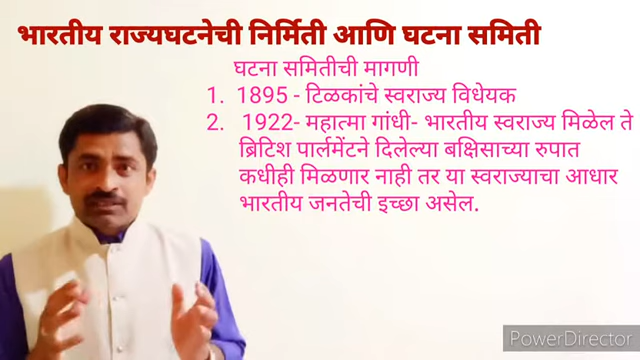 भारतीय राज्यघटनेची निर्मिती आणि घटना समिती
घटना समितीची मागणी
1. 1895 - टिळकांचे स्वराज्य विधेयक
2. 1922- महात्मा गांधी- भारतीय स्वराज्य मिळेल ते
ब्रिटिश पार्लमेंटने दिलेल्या बक्षिसाच्या रुपात
कधीही मिळणार नाही तर या स्वराज्याचा आधार
भारतीय जनतेची इच्छा असेल.
PowerDirector